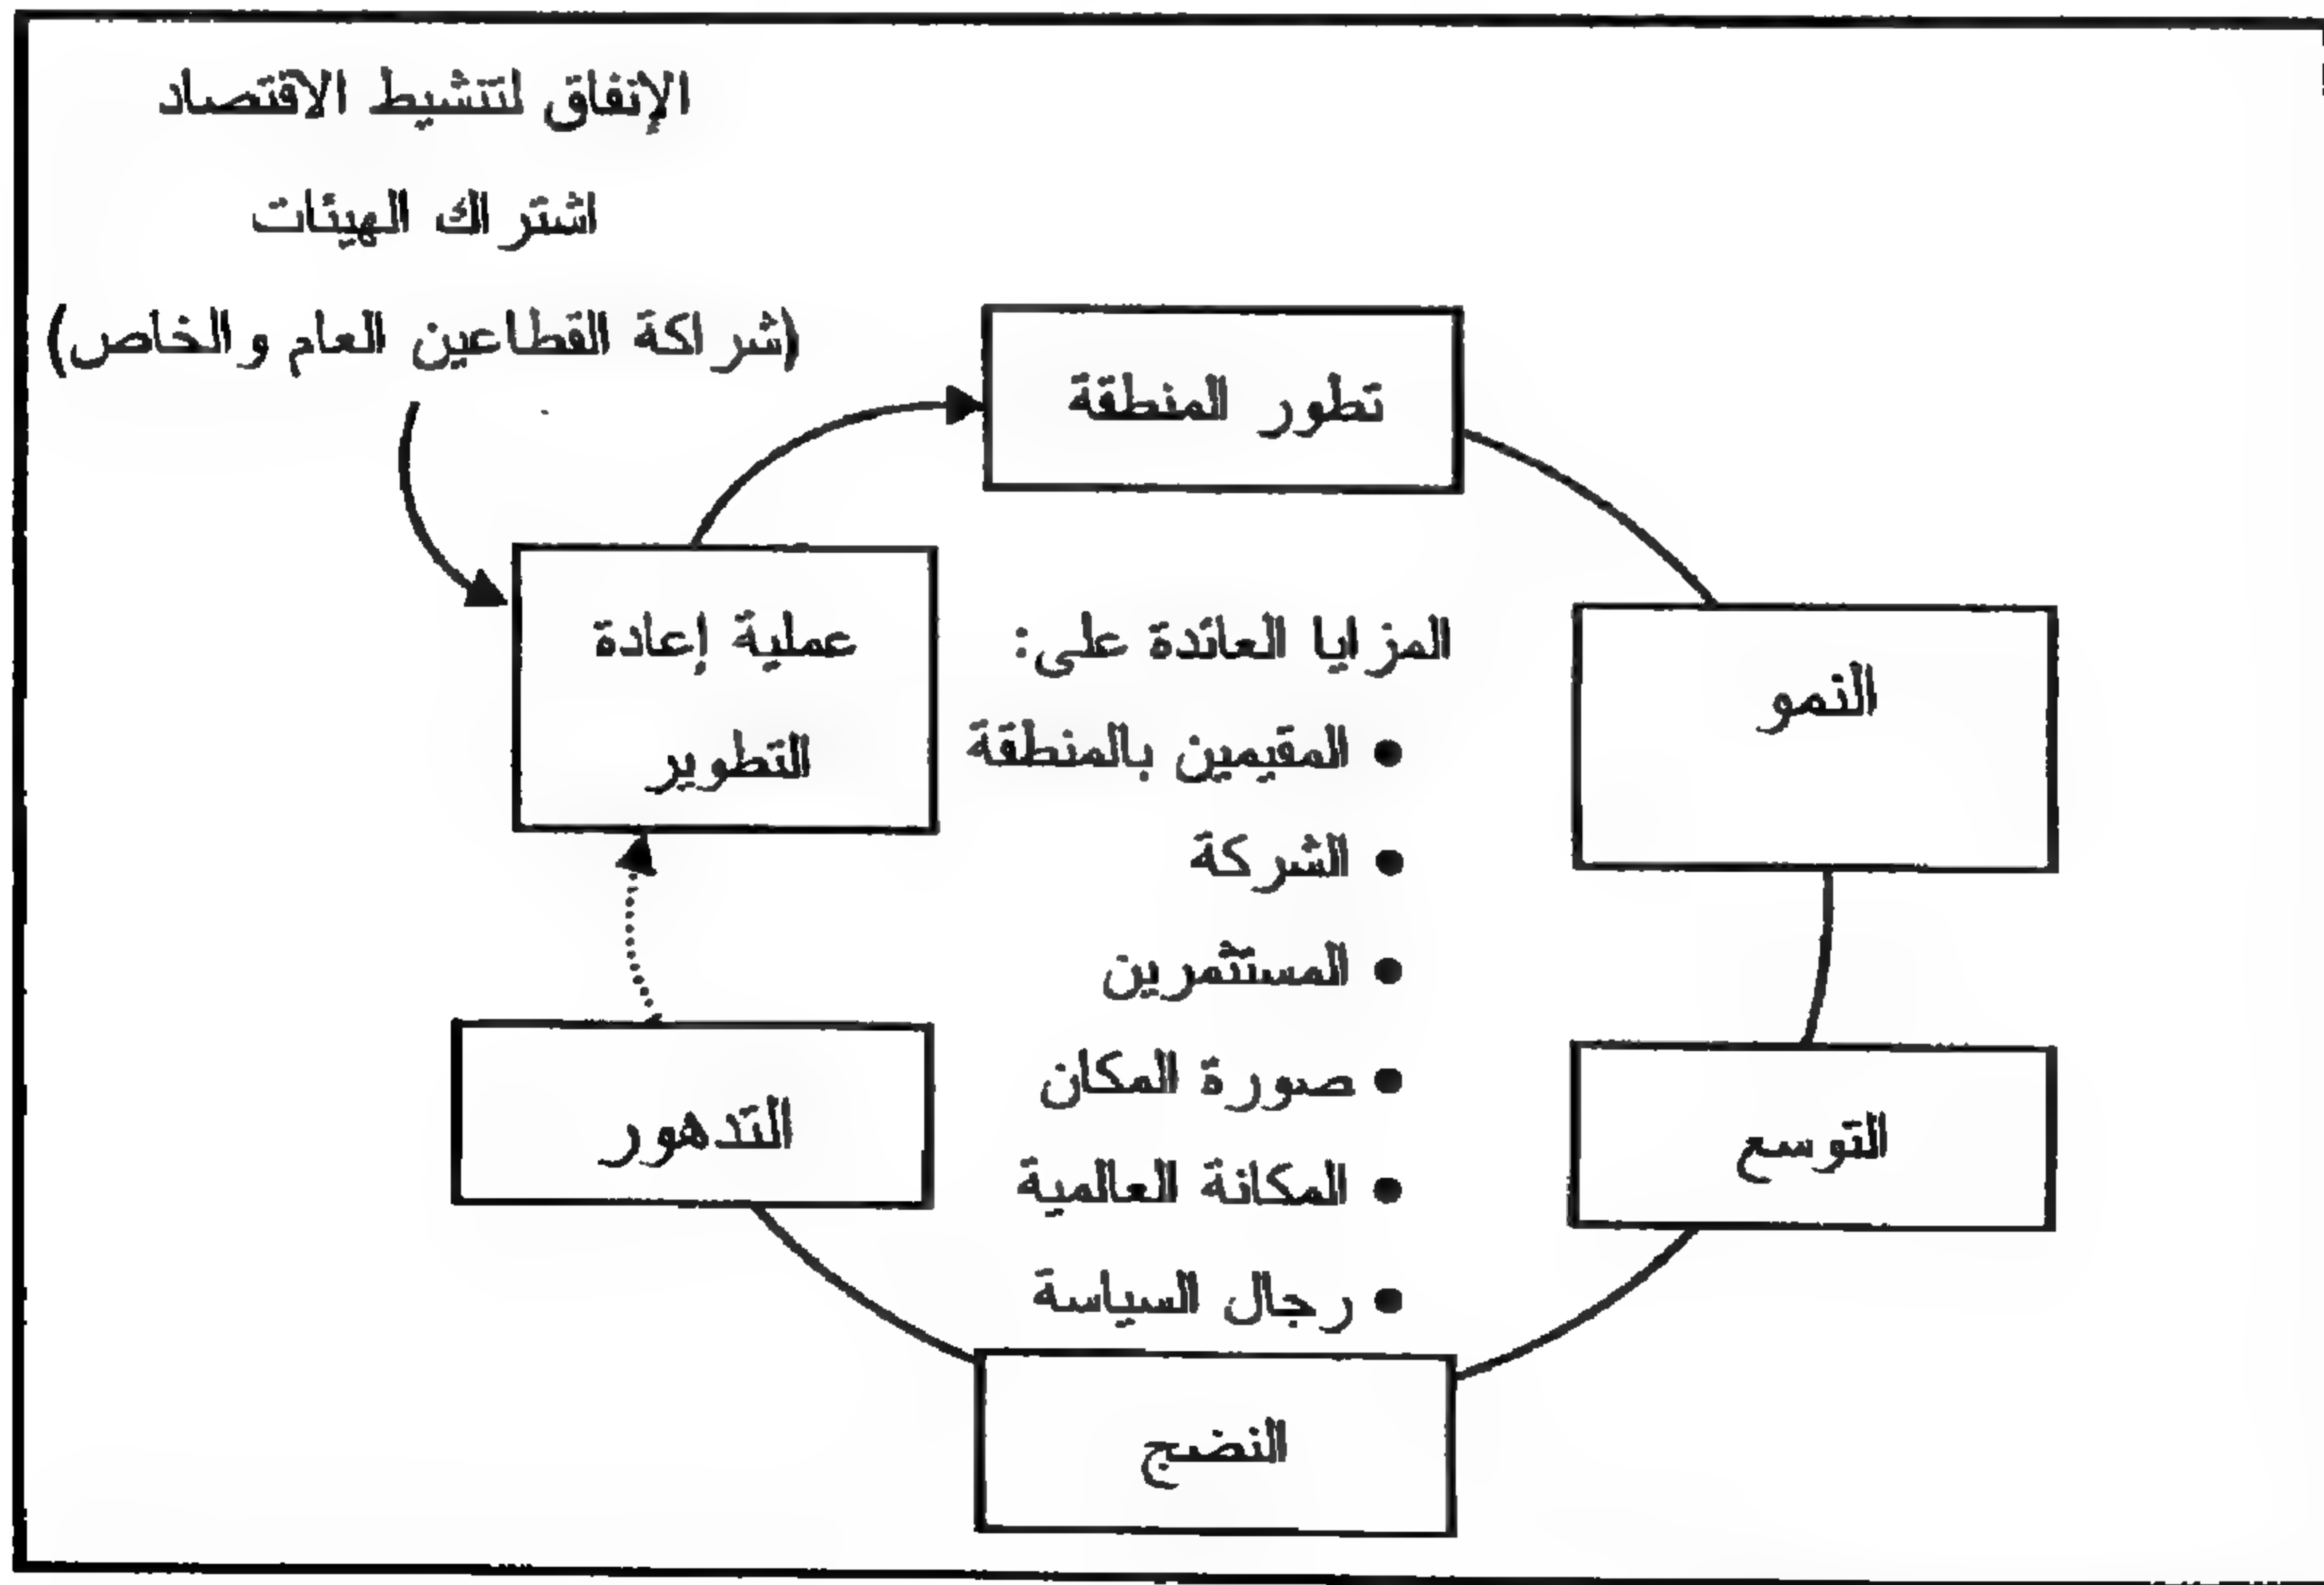 الإنفاق لتنشيط الاقتصاد
اشتراك الهيئات
(شراكة القطاعين العام والخاص)
تطور المنطقة
عملية إعادة
التطوير
المزايا العائدة على:
• المقيمين بالمنطقة
• الشركة
• المستثمرين
• صورة المكان
• المكانة العالمية
• رجال السياسة
النمو
التوسع
التدهور
النضج